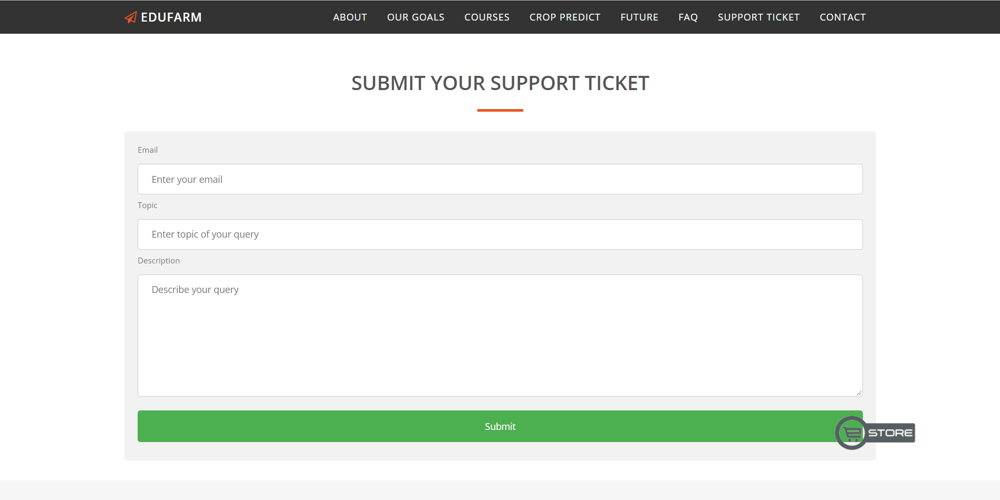 EDUFARM
ABOUT OUR GOALS COURSES CROP PREDICT FUTURE FAQ SUPPORT TICKET CONTACT
SUBMIT YOUR SUPPORT TICKET
Email
Enter your email
Topic
Enter topic of your query
Description
Describe your query
Submit
STORE